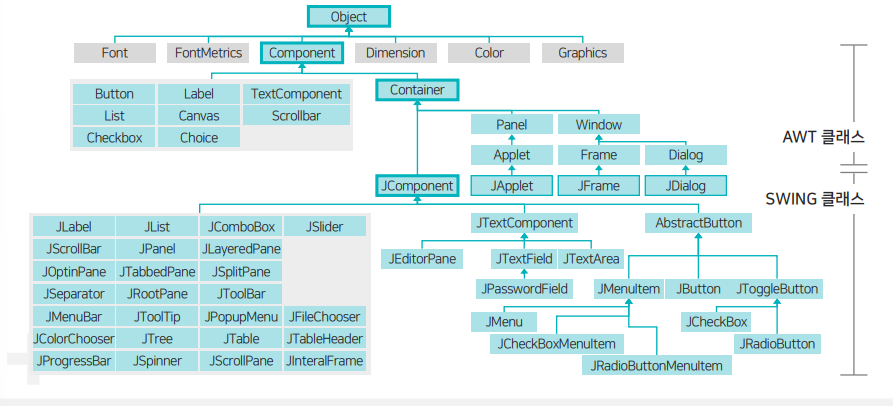 Object
Font FontMetrics Component Dimension Color Graphics
Button Label TextComponent
List Canvas Scrollbar
Checkbox Choice
Container
Panel Window
Applet Frame Dialog
JComponent JApplet JFrame JDialog
AWT 클래스
SWING 클래스
JLabel JList JComboBox JSlider
JScrollBar JPanel JLayeredPane
JOptinPane JTabbedPane JSplitPane
JSeparator JRootPane JToolBar
JMenuBar JToolTip JPopupMenu JFileChooser
JColorChooser JTree JTable JTableHeader
JProgressBar JSpinner JScrollPane JInteralFrame
JTextComponent AbstractButton
JEditorPane JTextField JTextArea
JPasswordField JMenuItem JButton JToggleButton
JMenu JCheckBox
JCheckBoxMenuItem JRadioButton
JRadioButtonMenuItem